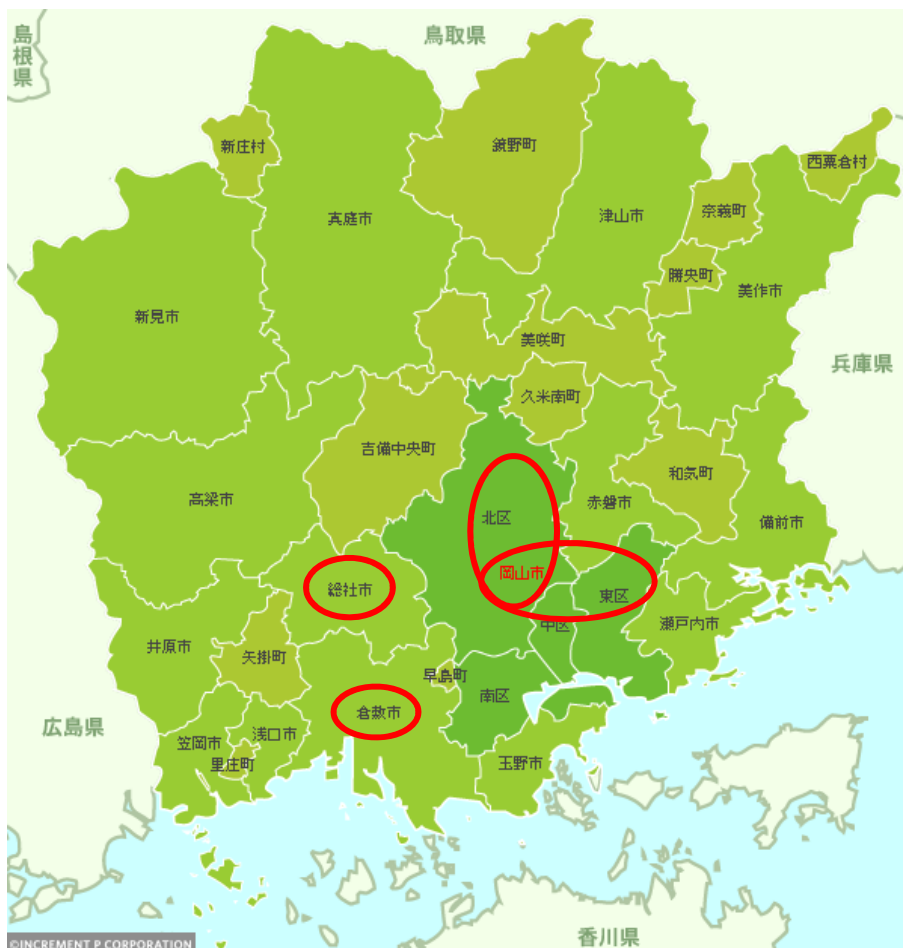 島根県
鳥取県
新庄村
鏡野町
西粟倉村
真庭市
津山市
奈義町
勝央町
美作市
新見市
美咲町
兵庫県
久米南町
吉備中央町
和気町
高梁市
北区
赤磐市
備前市
岡山市
総社市
東区
中区
瀬戸内市
井原市
矢掛町
早島町
南区
倉敷市
広島県
笠岡市
浅口市
里庄町
玉野市
香川県
©INCREMENT P CORPORATION